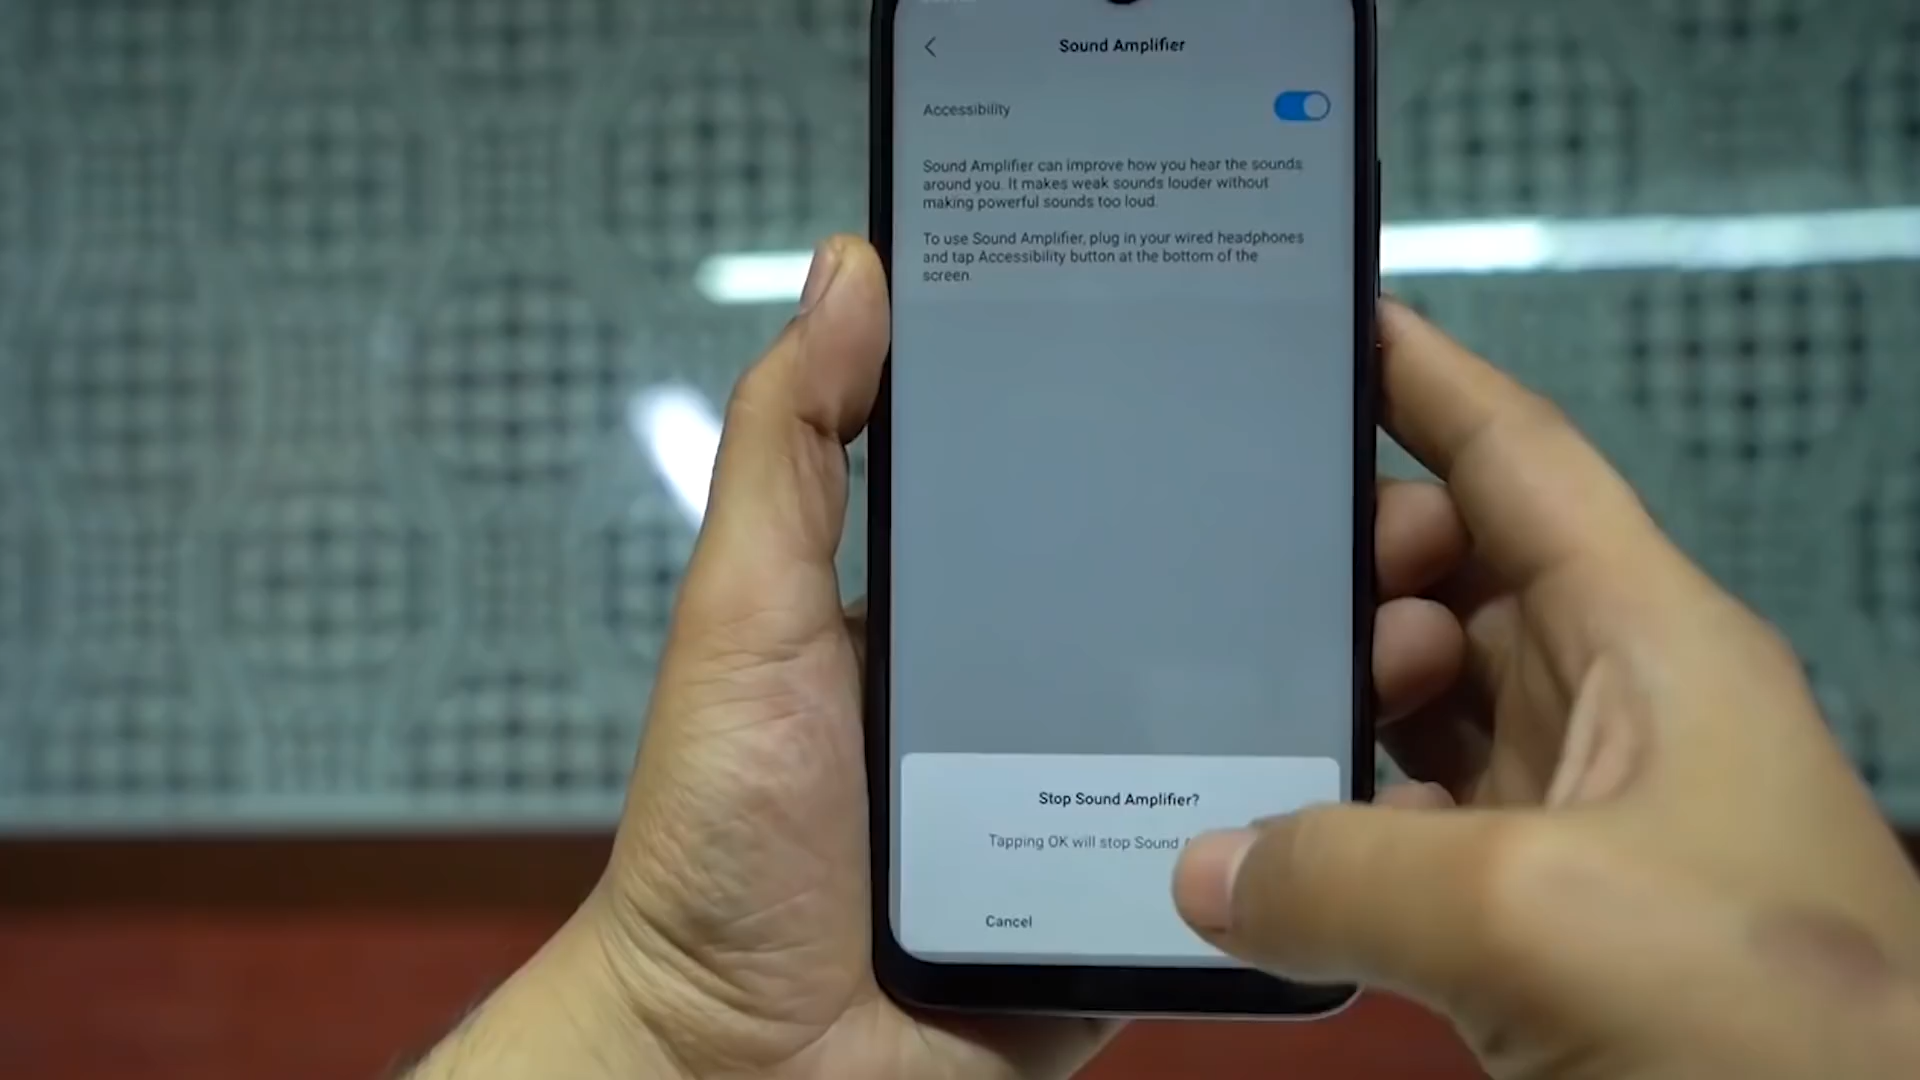 Sound Amplifier
Accessibility
Sound Amplifier can improve how you hear the sounds
around you. It makes weak sounds louder without
making powerful sounds too loud.
To use Sound Amplifier, plug in your wired headphones
and tap Accessibility button at the bottom of the
screen.
Stop Sound Amplifier?
Tapping OK will stop Sound
Cancel